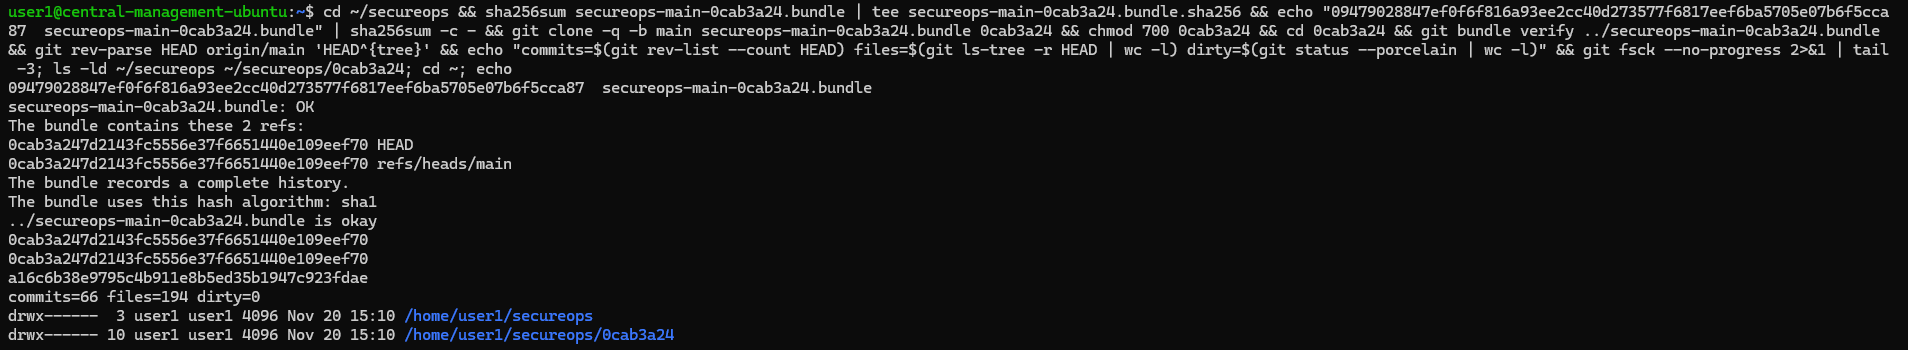 user1@central-management-ubuntu:~$ cd ~/secureops && sha256sum secureops-main-0cab3a24.bundle | tee secureops-main-0cab3a24.bundle.sha256 && echo "09479028847ef0f6f816a93ee2cc40d273577f6817eef6ba5705e07b6f5cca
87  secureops-main-0cab3a24.bundle" | sha256sum -c - && git clone -q -b main secureops-main-0cab3a24.bundle 0cab3a24 && chmod 700 0cab3a24 && cd 0cab3a24 && git bundle verify ../secureops-main-0cab3a24.bundle
&& git rev-parse HEAD origin/main 'HEAD^{tree}' && echo "commits=$(git rev-list --count HEAD) files=$(git ls-tree -r HEAD | wc -l) dirty=$(git status --porcelain | wc -l)" && git fsck --no-progress 2>&1 | tail
 -3; ls -ld ~/secureops ~/secureops/0cab3a24; cd ~; echo
09479028847ef0f6f816a93ee2cc40d273577f6817eef6ba5705e07b6f5cca87  secureops-main-0cab3a24.bundle
secureops-main-0cab3a24.bundle: OK
The bundle contains these 2 refs:
0cab3a247d2143fc5556e37f6651440e109eef70 HEAD
0cab3a247d2143fc5556e37f6651440e109eef70 refs/heads/main
The bundle records a complete history.
The bundle uses this hash algorithm: sha1
../secureops-main-0cab3a24.bundle is okay
0cab3a247d2143fc5556e37f6651440e109eef70
0cab3a247d2143fc5556e37f6651440e109eef70
a16c6b38e9795c4b911e8b5ed35b1947c923fdae
commits=66 files=194 dirty=0
drwx------  3 user1 user1 4096 Nov 20 15:10 /home/user1/secureops
drwx------ 10 user1 user1 4096 Nov 20 15:10 /home/user1/secureops/0cab3a24